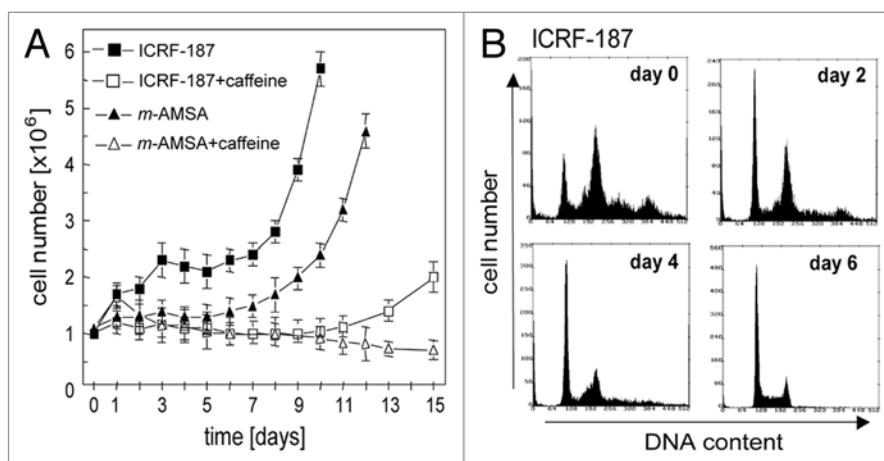 A
ICRF-187
ICRF-187+caffeine
m-AMSA
m-AMSA+caffeine
cell number [x10⁶]
6
5
4
3
2
1
0
0 1 3 5 7 9 11 13 15
time [days]
B
ICRF-187
day 0
day 2
day 4
day 6
cell number
DNA content